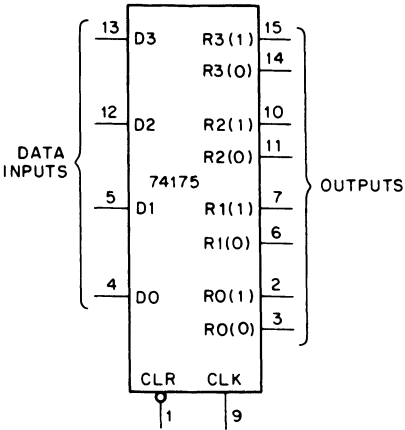 13 D3 R3(1) 15
R3(0) 14
12 D2 R2(1) 10
R2(0) 11
DATA
INPUTS
74175
OUTPUTS
5 D1 R1(1) 7
R1(0) 6
4 D0 R0(1) 2
R0(0) 3
CLR CLK
1 9